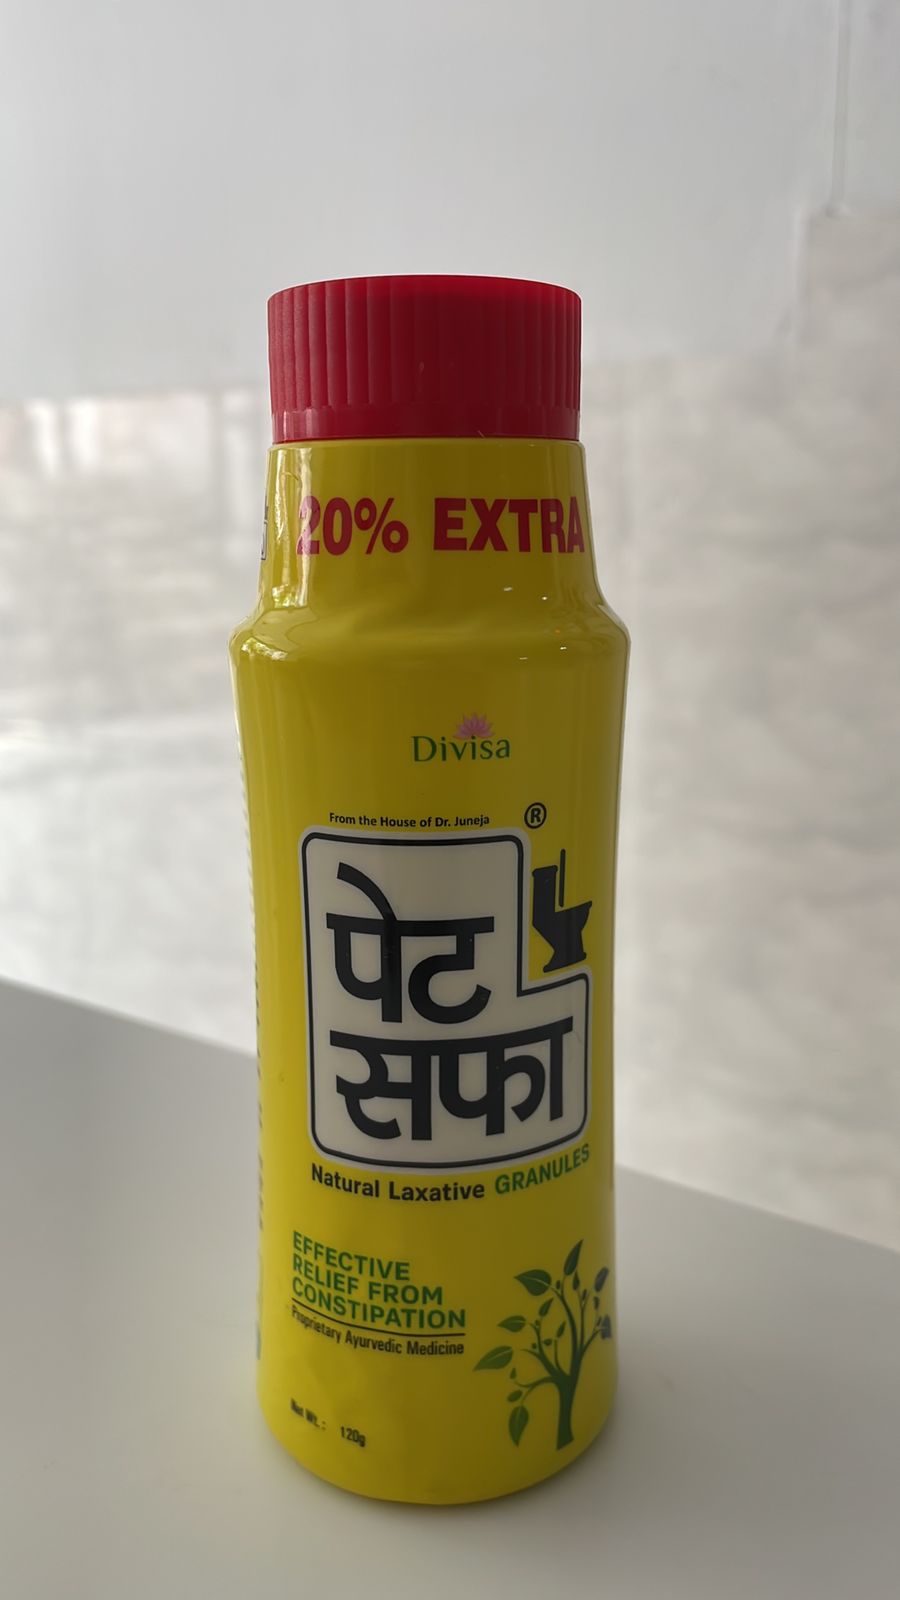 20% EXTRA
Divisa
From the House of Dr. Juneja
®
पेट
सफा
Natural Laxative GRANULES
EFFECTIVE
RELIEF FROM
CONSTIPATION
Proprietary Ayurvedic Medicine
Net Wt.: 120g